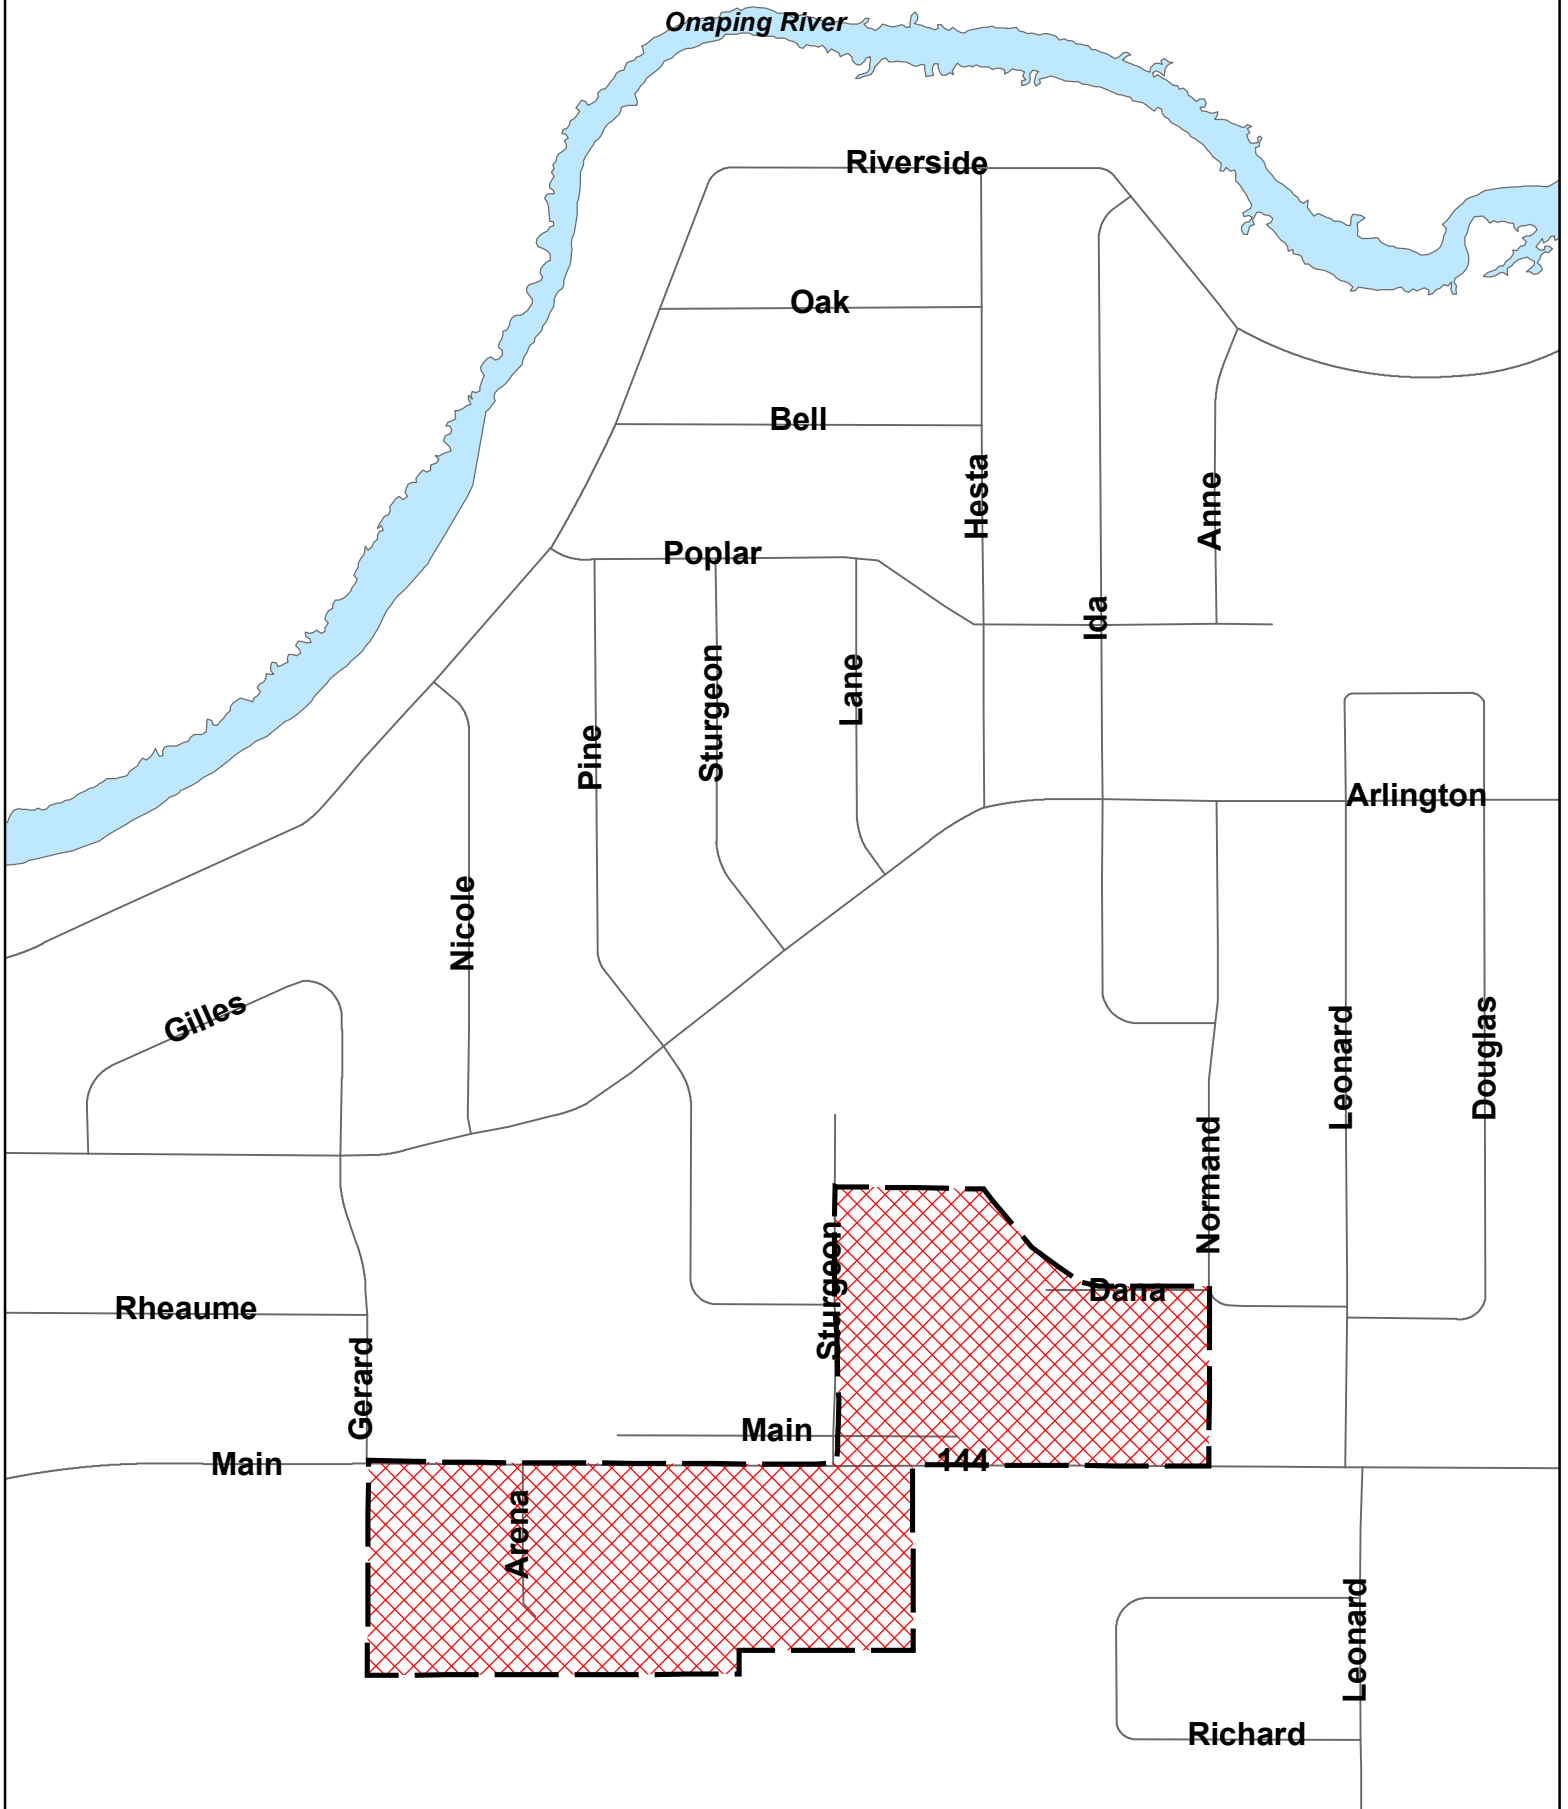 Onaping River
Riverside
Oak
Bell
Hesta
Anne
Poplar
Ida
Sturgeon
Lane
Pine
Arlington
Nicole
Gilles
Leonard
Douglas
Normand
Sturgeon
Dana
Rheaume
Gerard
Main
Main
144
Arena
Leonard
Richard